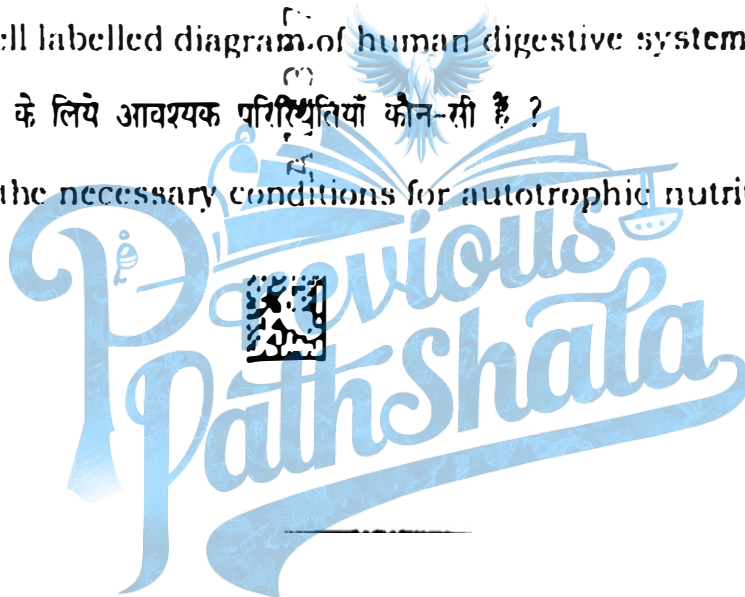 ll labelled diagram of human digestive system
के लिये आवश्यक परिस्थितियाँ कौन-सी हैं ?
the necessary conditions for autotrophic nutri
Previous
Pathshala